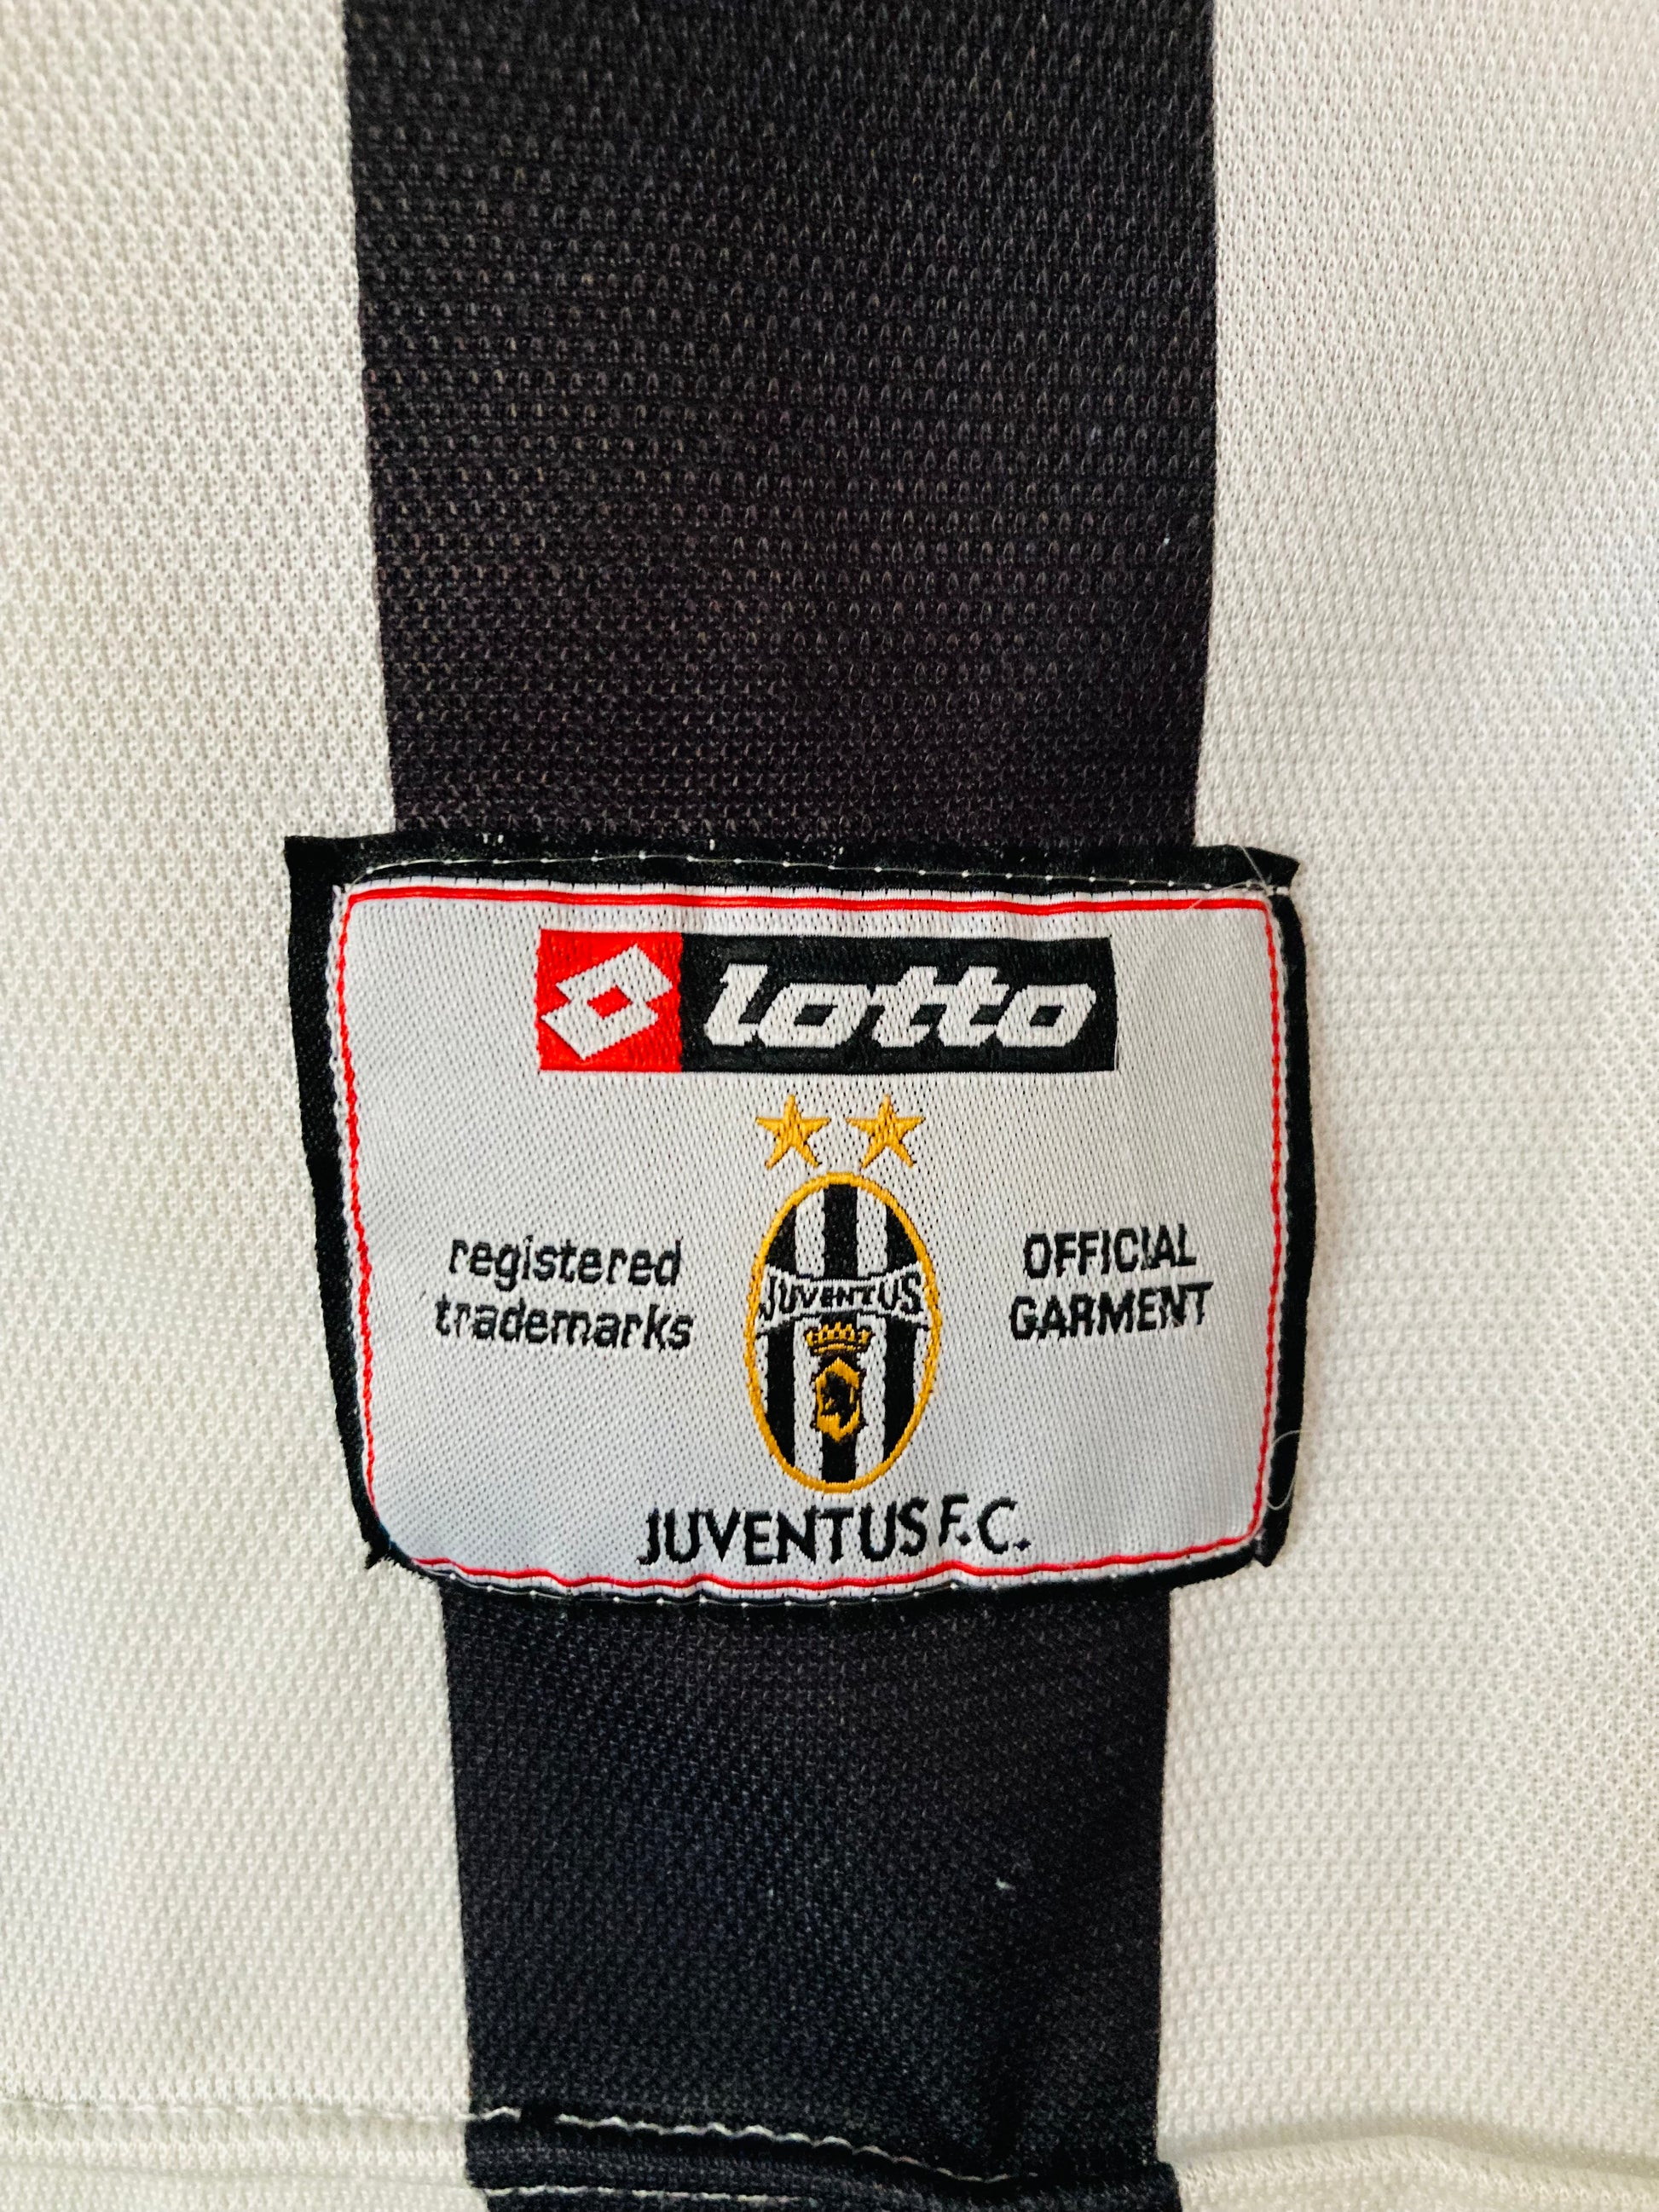 lotto
registered
trademarks
JUVENTUS
OFFICIAL
GARMENT
JUVENTUS F.C.